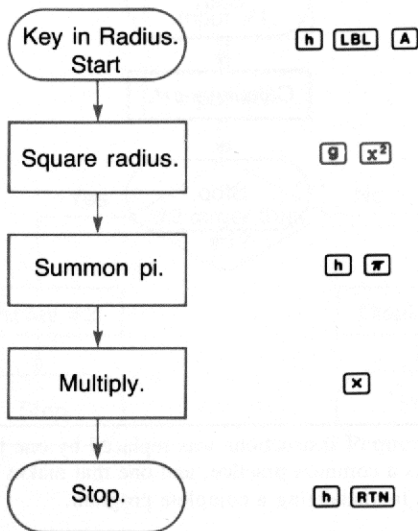 Key in Radius.
Start
h LBL A
Square radius.
g x²
Summon pi.
h π
Multiply.
×
Stop.
h RTN